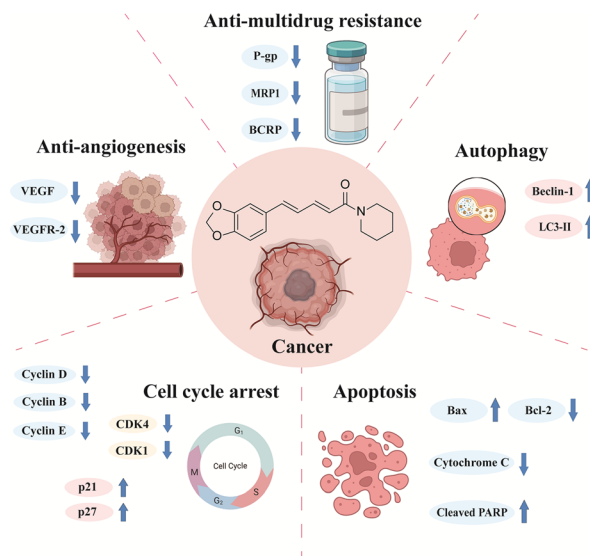 Anti-multidrug resistance
P-gp
MRP1
BCRP
Anti-angiogenesis
VEGF
VEGFR-2
Autophagy
Beclin-1
LC3-II
O
O
O
N
Cancer
Cell cycle arrest
Cyclin D
Cyclin B
Cyclin E
CDK4
CDK1
p21
p27
G1
S
G2
M
Cell Cycle
Apoptosis
Bax
Bcl-2
Cytochrome C
Cleaved PARP